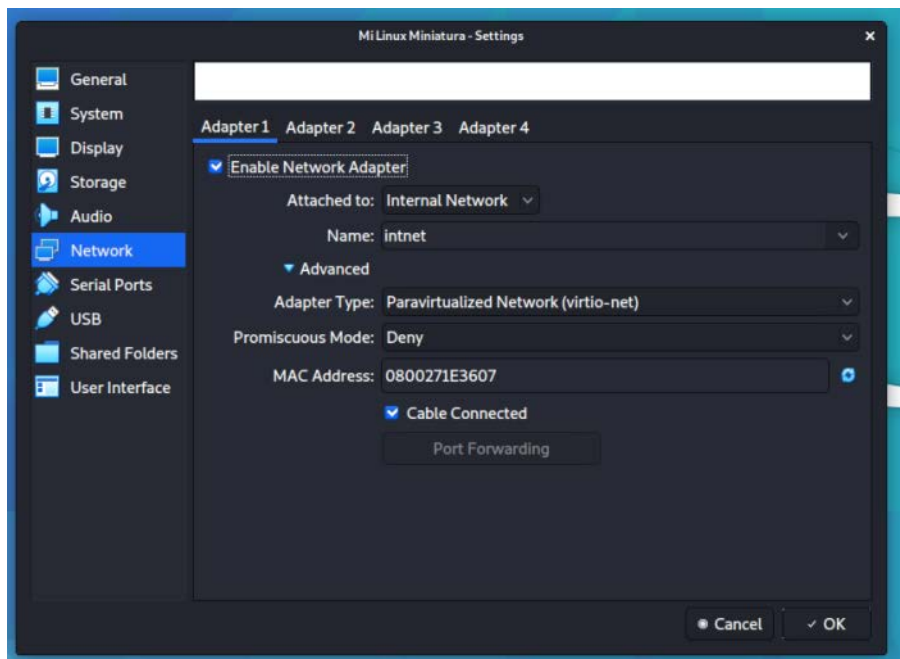 Mi Linux Miniatura - Settings
General
System
Display
Storage
Audio
Network
Serial Ports
USB
Shared Folders
User Interface
Adapter 1 Adapter 2 Adapter 3 Adapter 4
Enable Network Adapter
Attached to: Internal Network
Name: intnet
Advanced
Adapter Type: Paravirtualized Network (virtio-net)
Promiscuous Mode: Deny
MAC Address: 0800271E3607
Cable Connected
Port Forwarding
Cancel OK